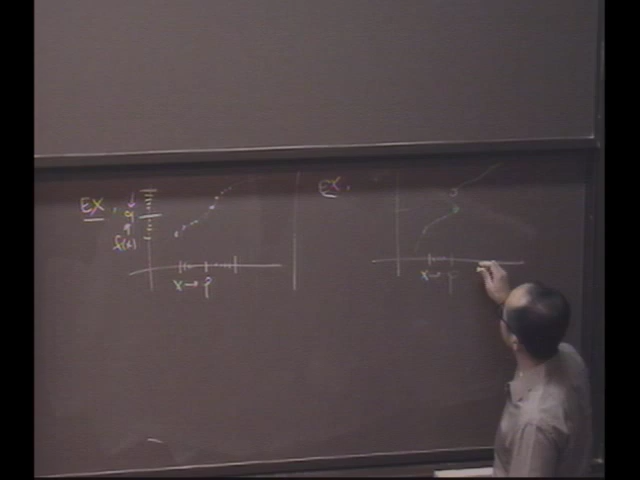 EX.
q
f(x)
x → p
EX.
x → p